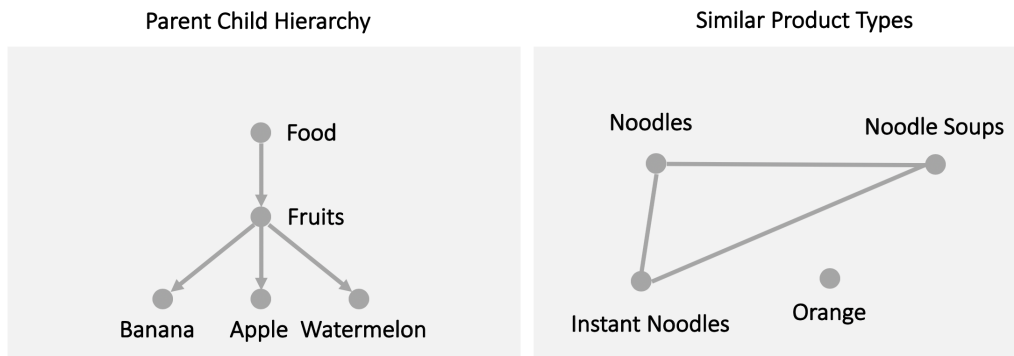 Parent Child Hierarchy
Food
Fruits
Banana Apple Watermelon
Similar Product Types
Noodles
Noodle Soups
Instant Noodles
Orange